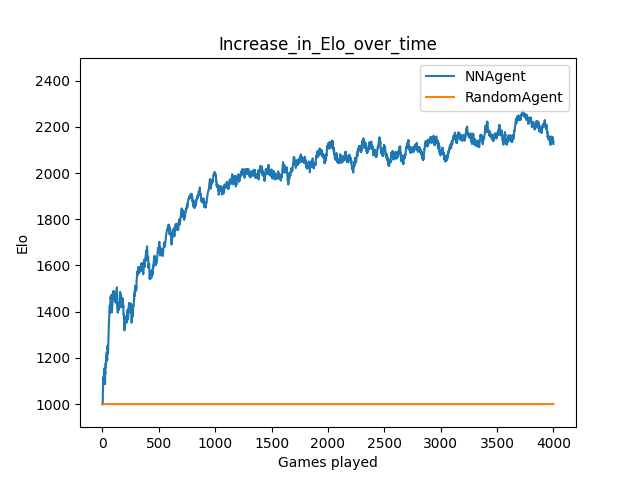 Increase_in_Elo_over_time
NNAgent
RandomAgent
2400
2200
2000
1800
1600
1400
1200
1000
Elo
0 500 1000 1500 2000 2500 3000 3500 4000
Games played